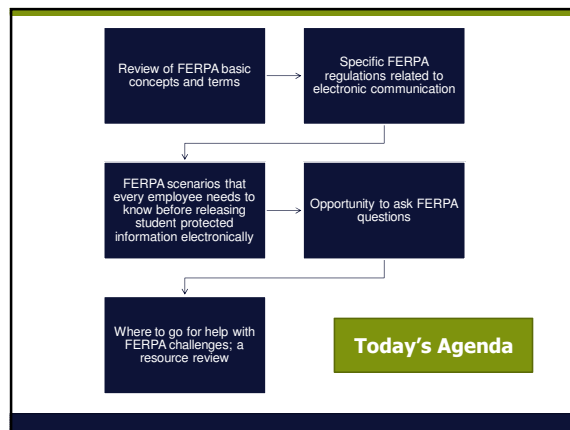 Review of FERPA basic
concepts and terms
Specific FERPA
regulations related to
electronic communication
FERPA scenarios that
every employee needs to
know before releasing
student protected
information electronically
Opportunity to ask FERPA
questions
Where to go for help with
FERPA challenges; a
resource review
Today's Agenda